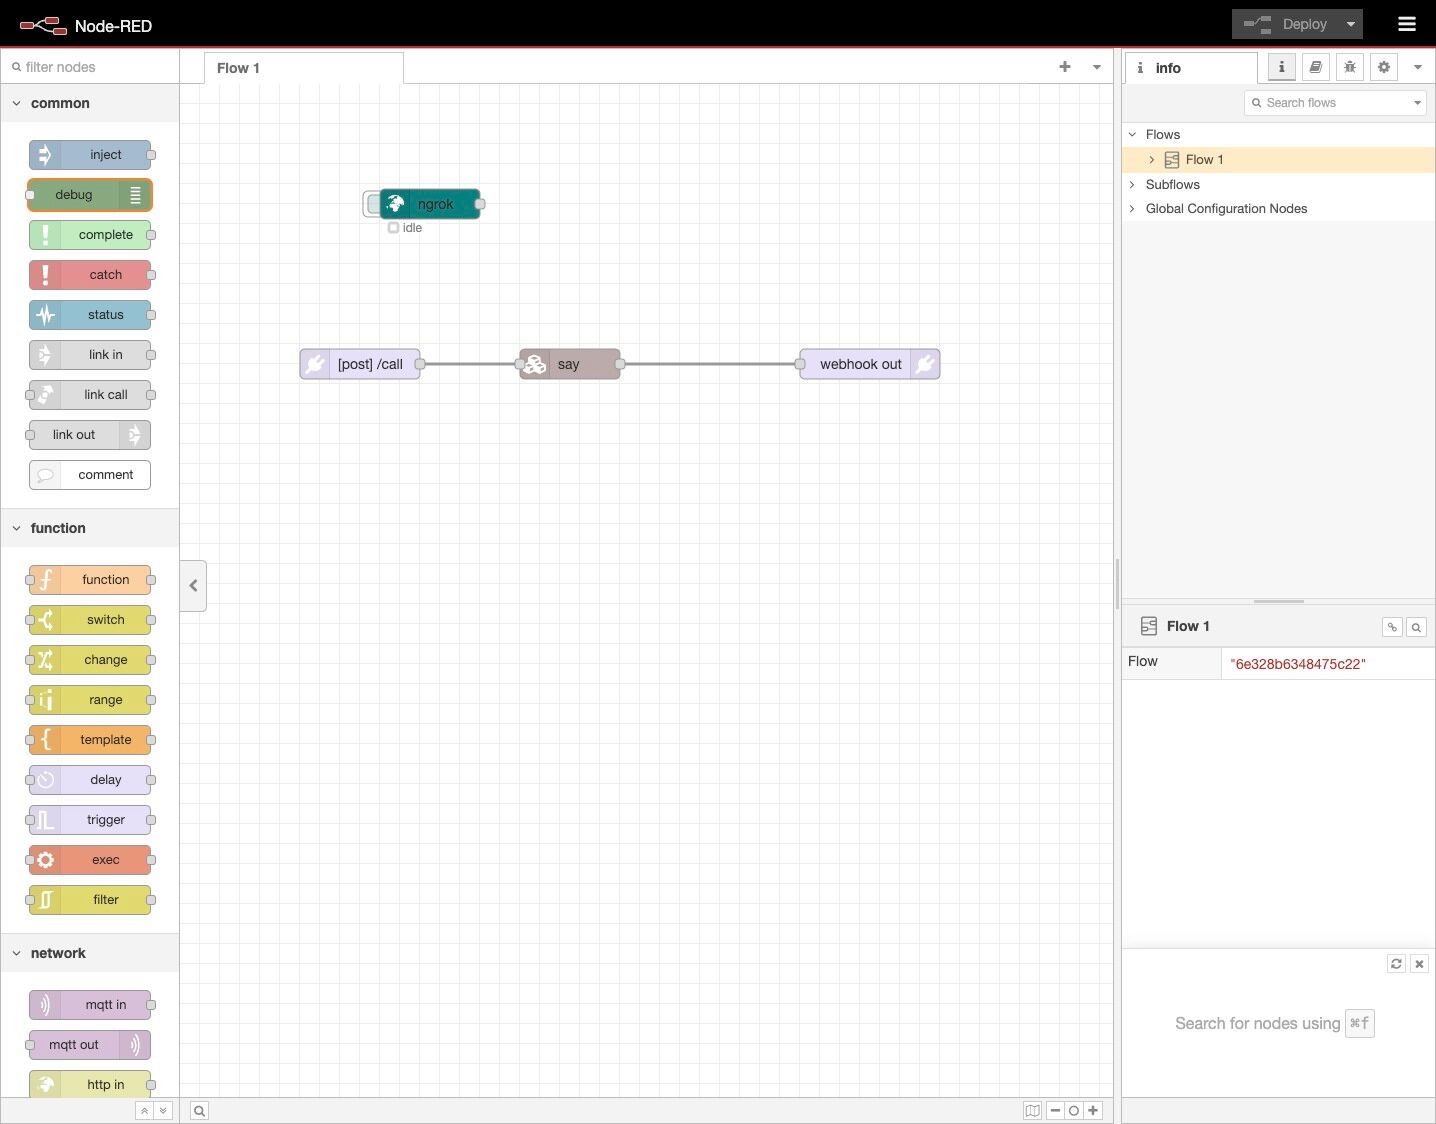 Node-RED
Deploy
filter nodes
Flow 1
info
common
Search flows
Flows
Flow 1
Subflows
Global Configuration Nodes
inject
debug
complete
catch
status
link in
link call
link out
comment
ngrok
idle
[post] /call
say
webhook out
function
function
switch
change
range
template
delay
trigger
exec
filter
network
mqtt in
mqtt out
http in
Flow 1
Flow
"6e328b6348475c22"
Search for nodes using ⌘f